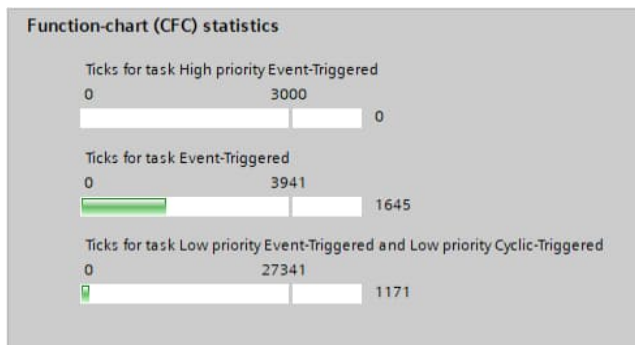 Function-chart (CFC) statistics
Ticks for task High priority Event-Triggered
0 3000
0
Ticks for task Event-Triggered
0 3941
1645
Ticks for task Low priority Event-Triggered and Low priority Cyclic-Triggered
0 27341
1171